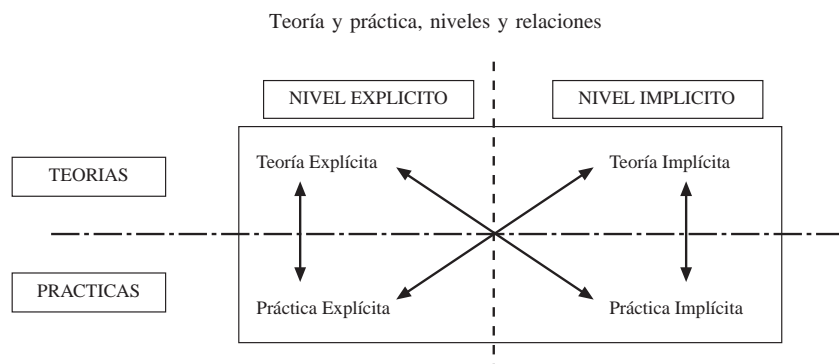 Teoría y práctica, niveles y relaciones
NIVEL EXPLICITO
NIVEL IMPLICITO
Teoría Explícita
Teoría Implícita
TEORIAS
PRACTICAS
Práctica Explícita
Práctica Implícita